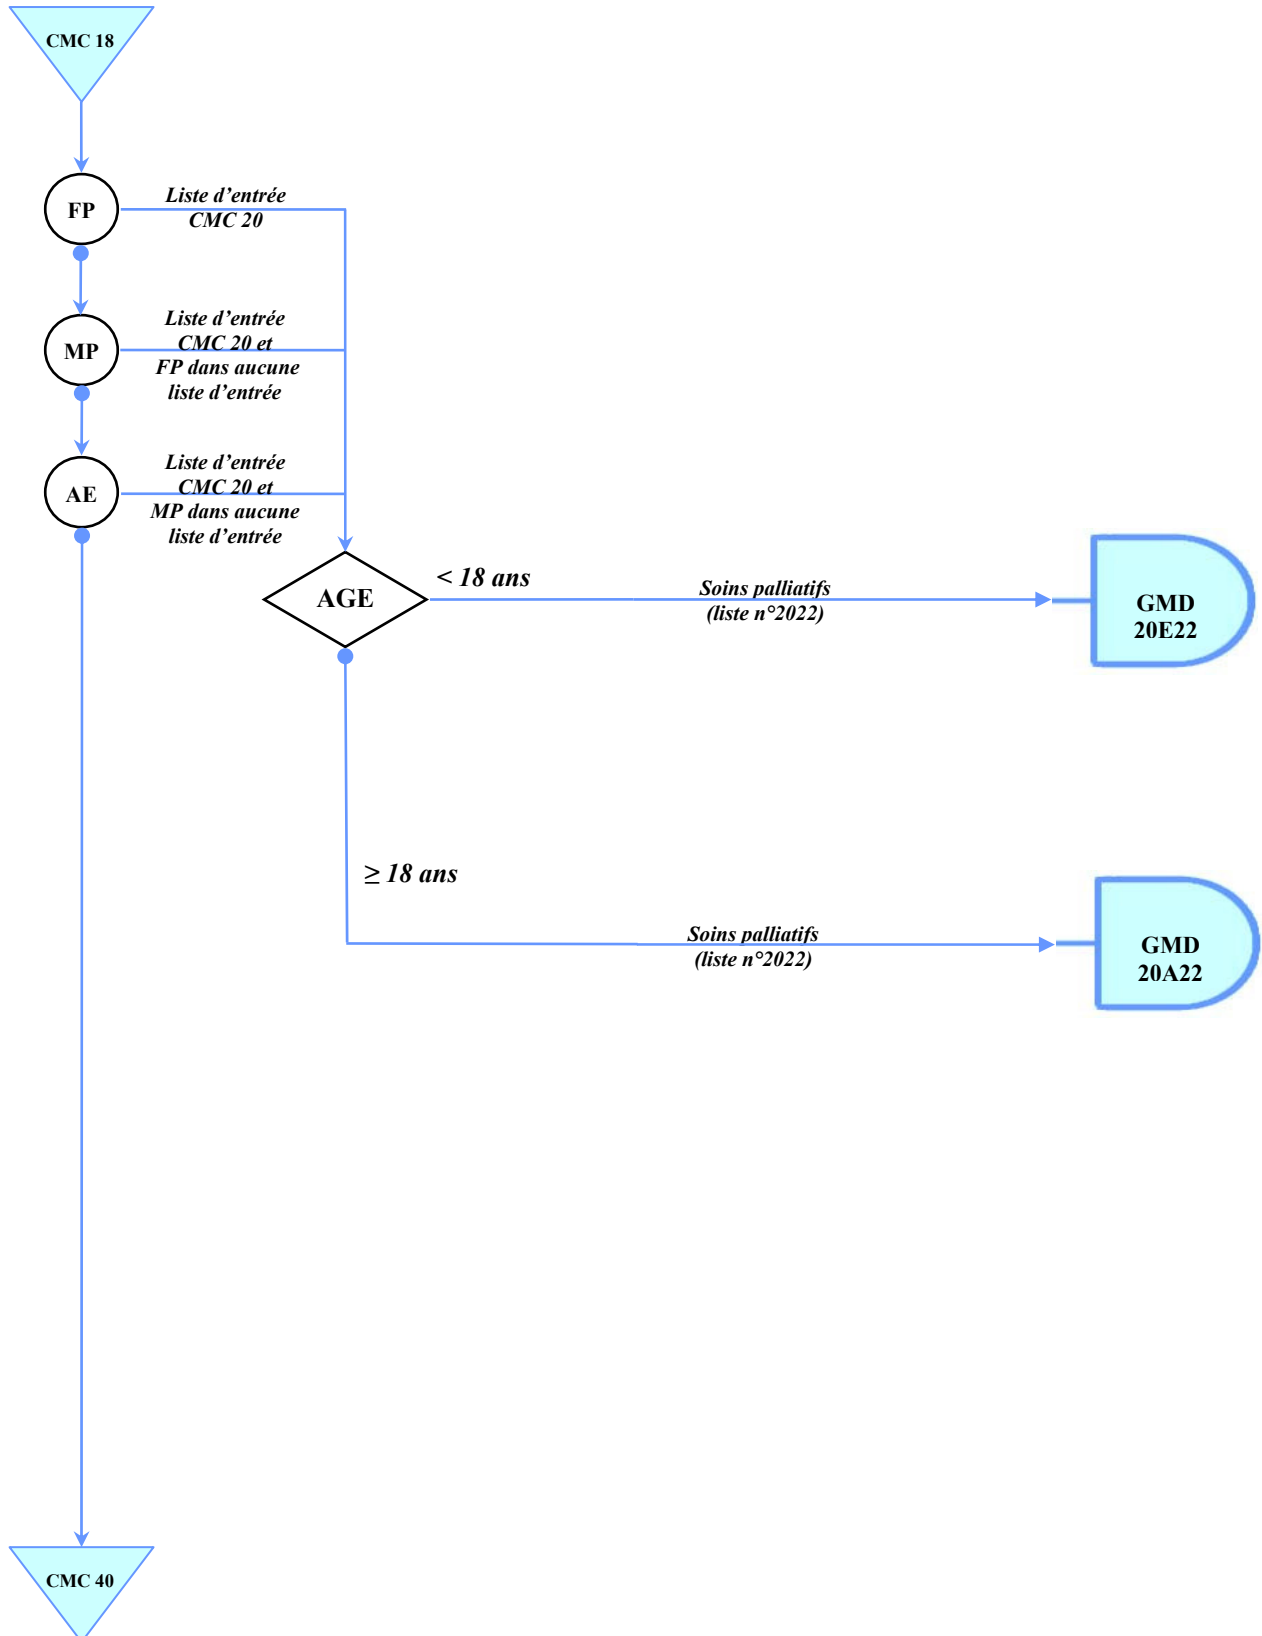 CMC 18
FP
Liste d’entrée
CMC 20
MP
Liste d’entrée
CMC 20 et
FP dans aucune
liste d’entrée
AE
Liste d’entrée
CMC 20 et
MP dans aucune
liste d’entrée
AGE
< 18 ans
Soins palliatifs
(liste n°2022)
GMD
20E22
≥ 18 ans
Soins palliatifs
(liste n°2022)
GMD
20A22
CMC 40